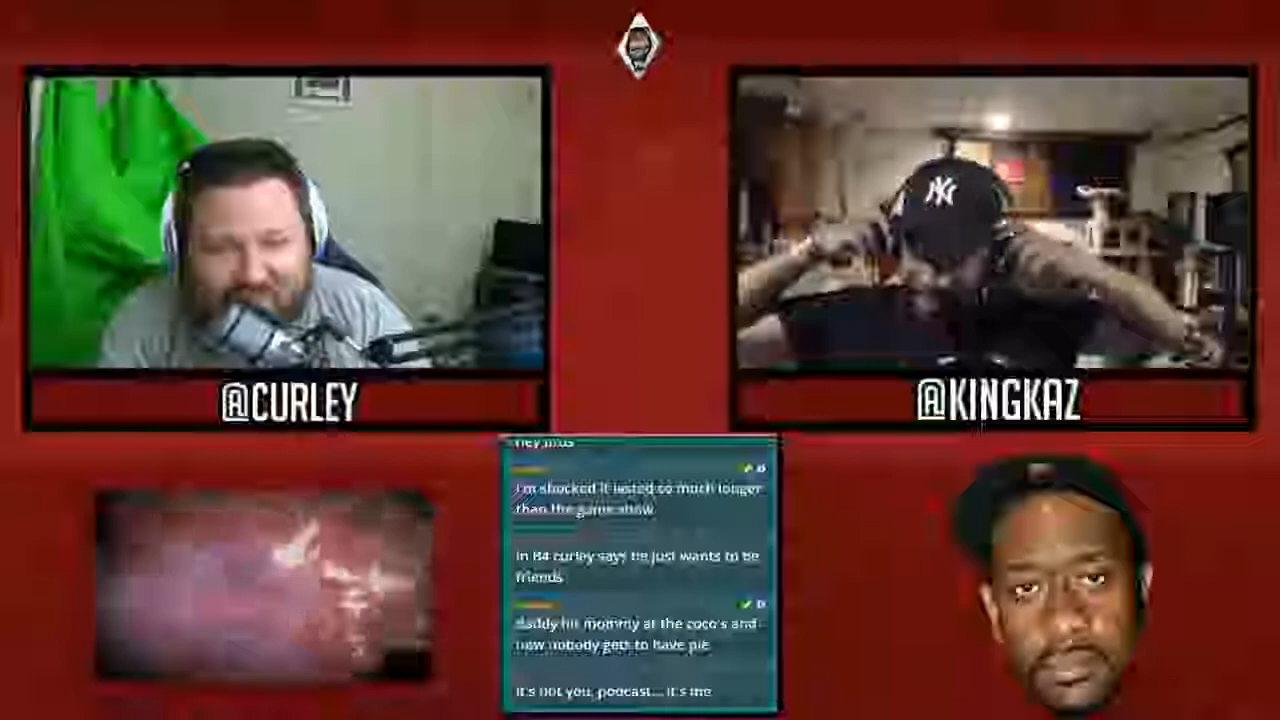 NY
@CURLEY
@KINGKAZ
I'm shocked it lasted so much longer
than the game show
In B4 curley says he just wants to be
friends
daddy hit mommy at the coco's and
now nobody gets to have pie
It's not you, podcast... it's me